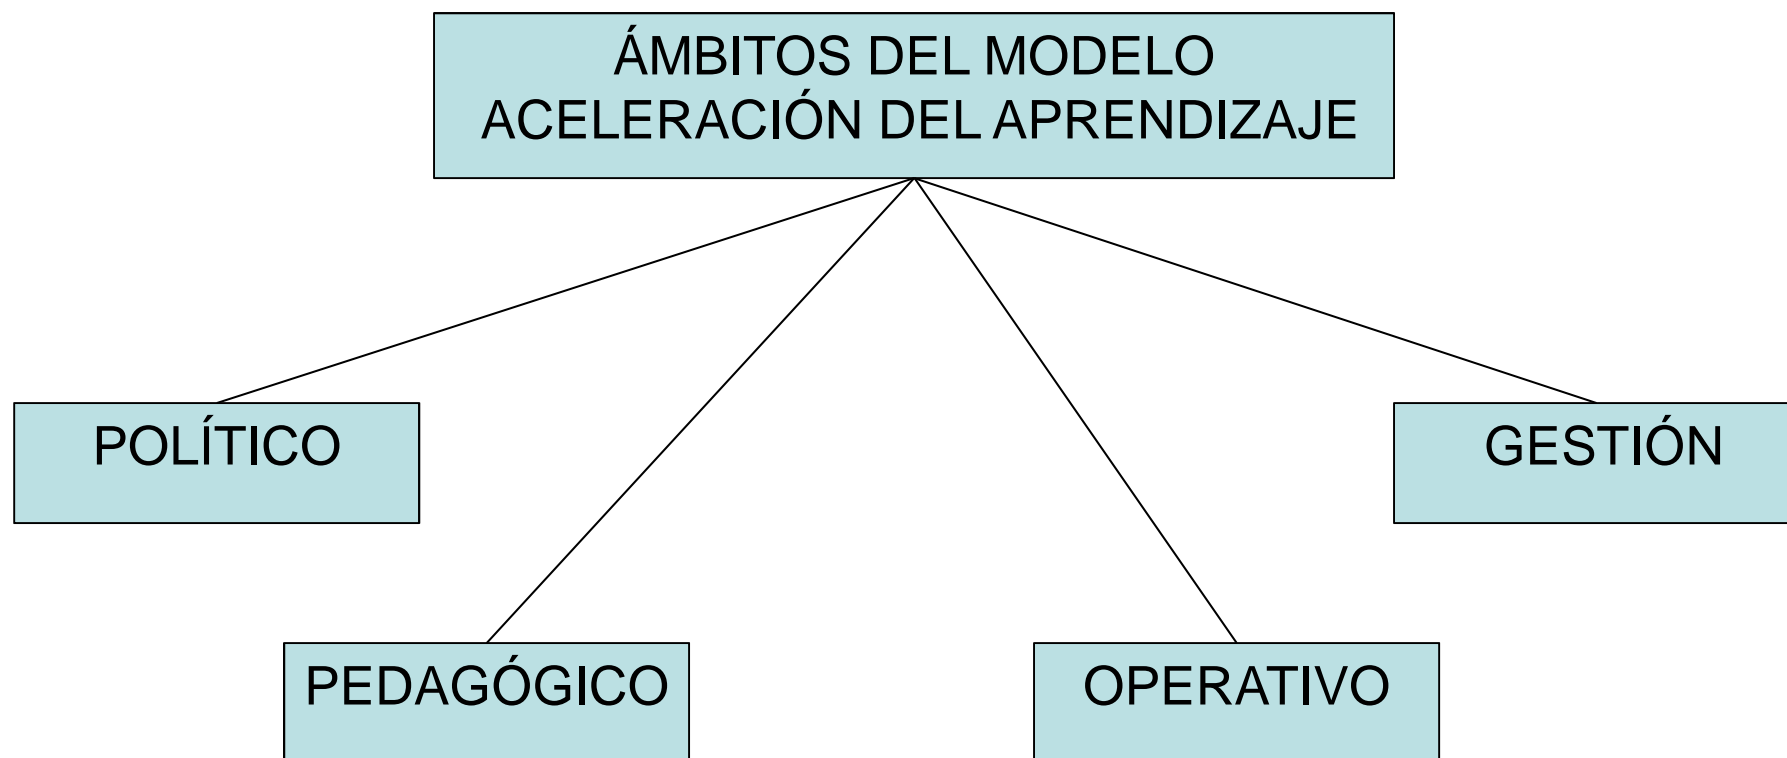 ÁMBITOS DEL MODELO
ACELERACIÓN DEL APRENDIZAJE
POLÍTICO
GESTIÓN
PEDAGÓGICO
OPERATIVO